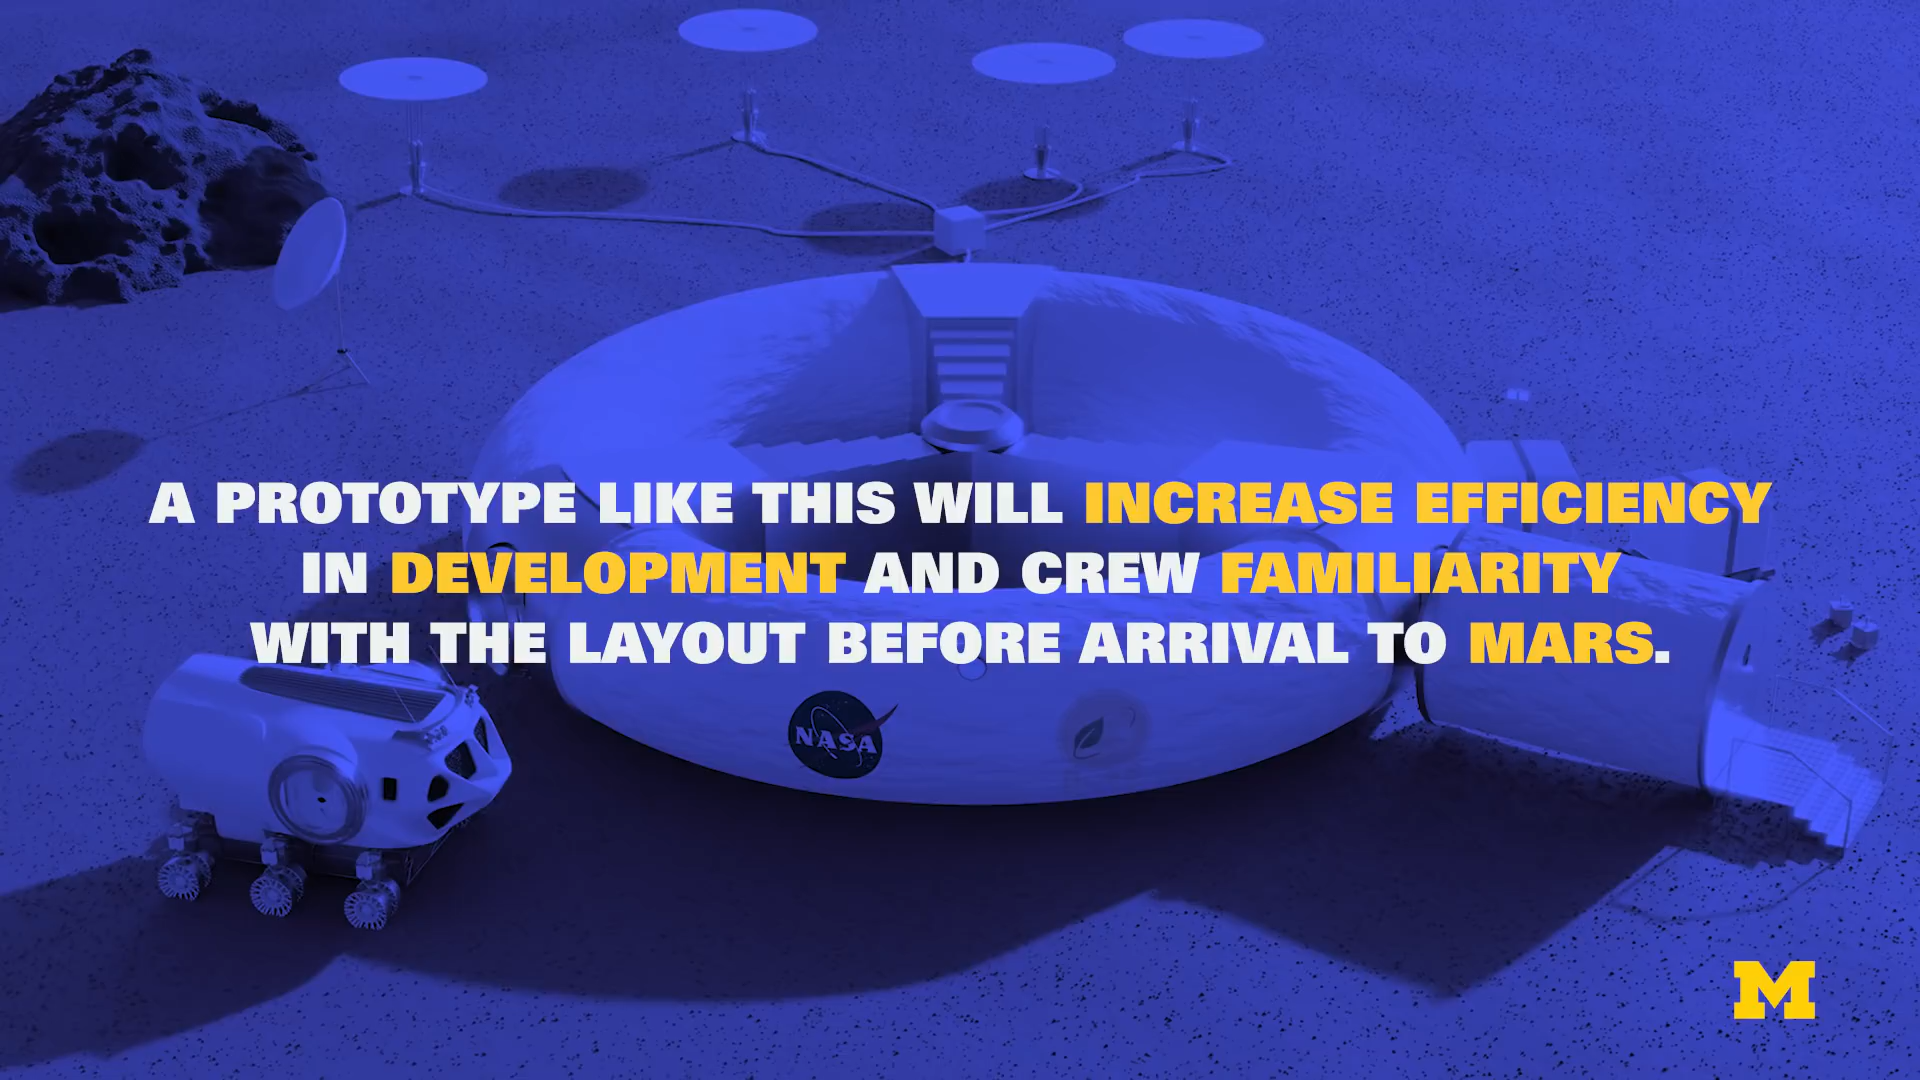 A PROTOTYPE LIKE THIS WILL INCREASE EFFICIENCY
IN DEVELOPMENT AND CREW FAMILIARITY
WITH THE LAYOUT BEFORE ARRIVAL TO MARS.
NASA
M